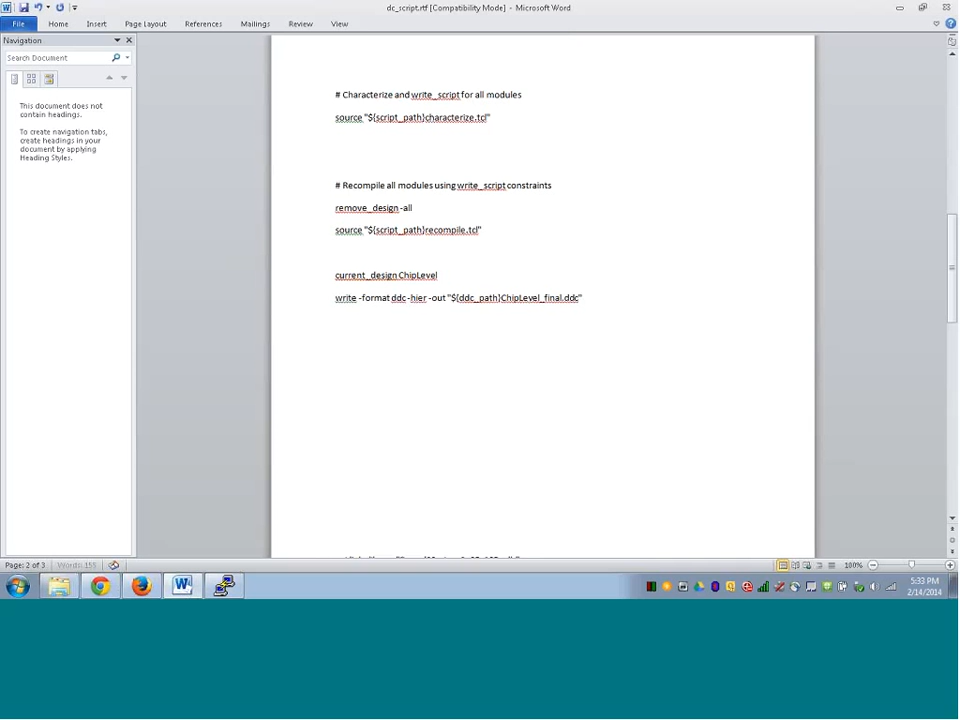 dc_script.rtf [Compatibility Mode] - Microsoft Word
File Home Insert Page Layout References Mailings Review View
Navigation
Search Document
This document does not
contain headings.
To create navigation tabs,
create headings in your
document by applying
Heading Styles.
# Characterize and write_script for all modules
source "${script_path}characterize.tcl"
# Recompile all modules using write_script constraints
remove_design -all
source "${script_path}recompile.tcl"
current_design ChipLevel
write -format ddc -hier -out "${ddc_path}ChipLevel_final.ddc"
Page: 2 of 3 Words: 155 100%
5:33 PM
2/14/2014